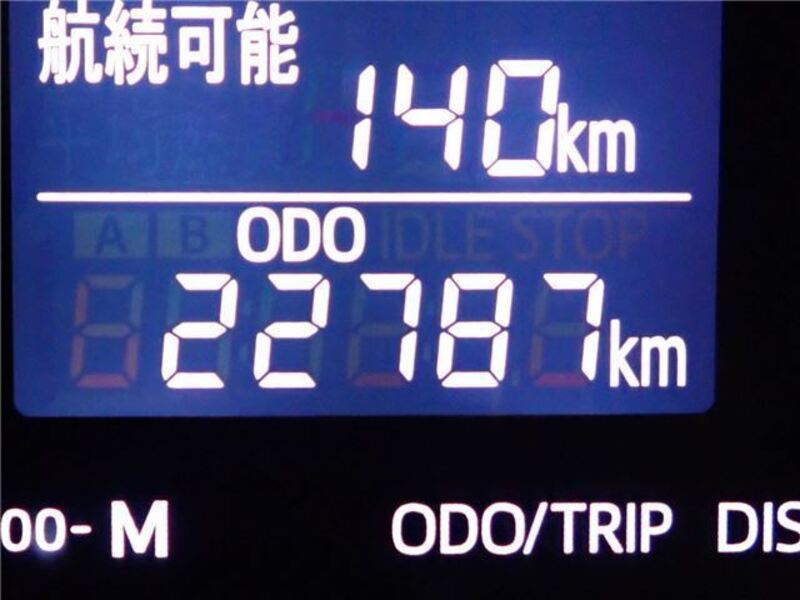 航続可能
140km
A B ODO IDLE STOP
22787km
00-M ODO/TRIP DIS